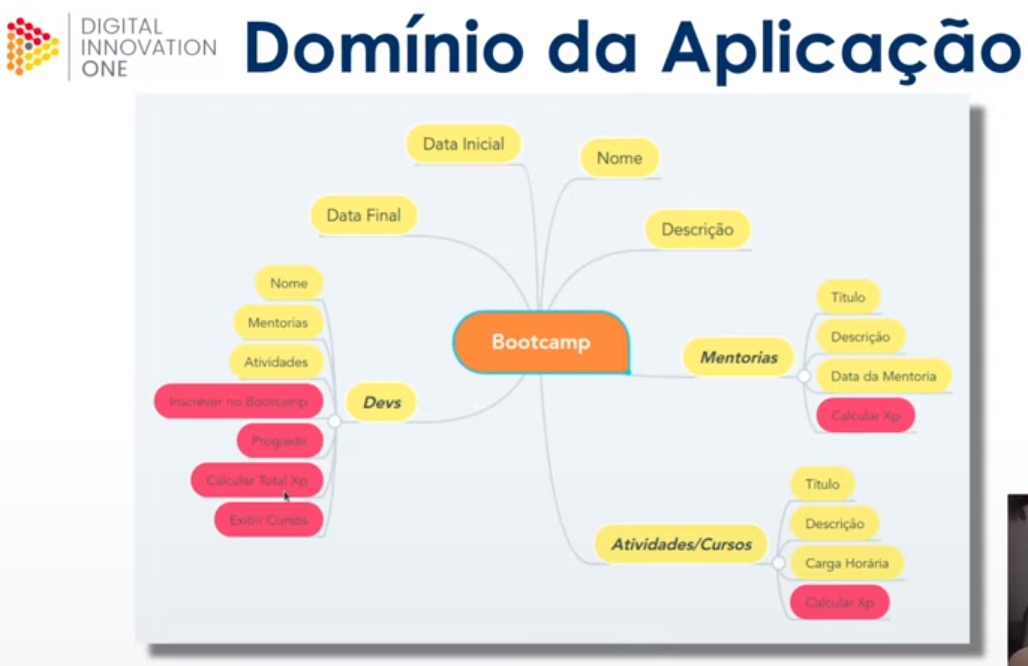 DIGITAL
INNOVATION
ONE
Domínio da Aplicação
Data Inicial
Nome
Data Final
Descrição
Bootcamp
Nome
Mentorias
Atividades
Inscrever no Bootcamp
Progredir
Calcular Total Xp
Exibir Cursos
Devs
Mentorias
Título
Descrição
Data da Mentoria
Calcular Xp
Atividades/Cursos
Título
Descrição
Carga Horária
Calcular Xp